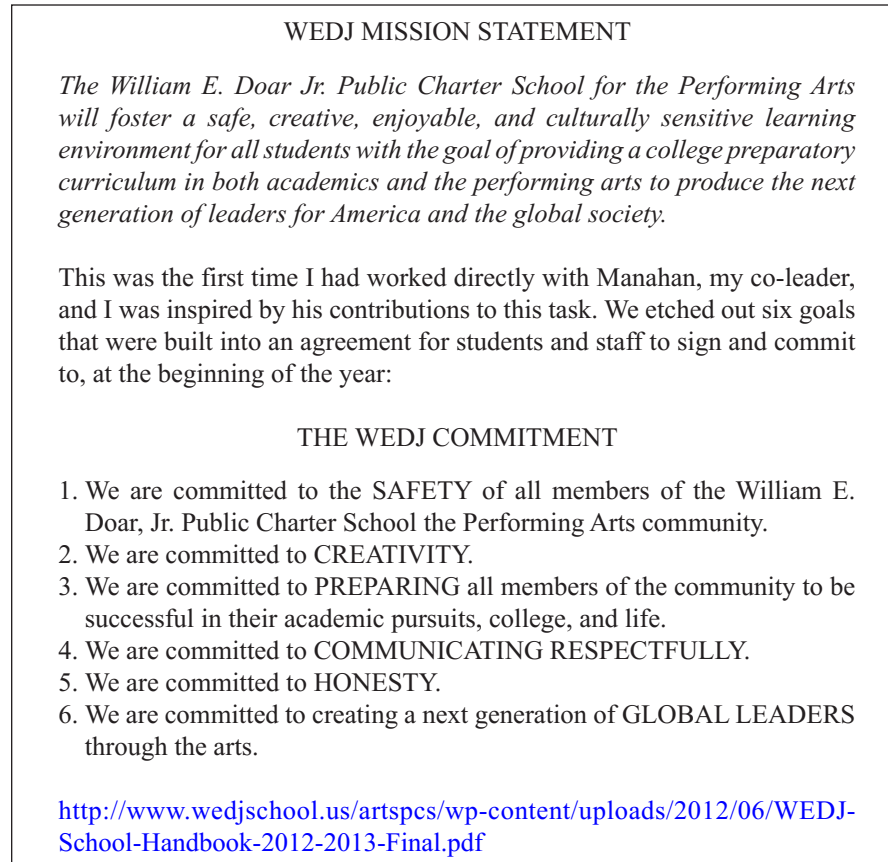 WEDJ MISSION STATEMENT
The William E. Doar Jr. Public Charter School for the Performing Arts
will foster a safe, creative, enjoyable, and culturally sensitive learning
environment for all students with the goal of providing a college preparatory
curriculum in both academics and the performing arts to produce the next
generation of leaders for America and the global society.
This was the first time I had worked directly with Manahan, my co-leader,
and I was inspired by his contributions to this task. We etched out six goals
that were built into an agreement for students and staff to sign and commit
to, at the beginning of the year:
THE WEDJ COMMITMENT
1. We are committed to the SAFETY of all members of the William E.
Doar, Jr. Public Charter School the Performing Arts community.
2. We are committed to CREATIVITY.
3. We are committed to PREPARING all members of the community to be
successful in their academic pursuits, college, and life.
4. We are committed to COMMUNICATING RESPECTFULLY.
5. We are committed to HONESTY.
6. We are committed to creating a next generation of GLOBAL LEADERS
through the arts.
http://www.wedjschool.us/artspcs/wp-content/uploads/2012/06/WEDJ-
School-Handbook-2012-2013-Final.pdf